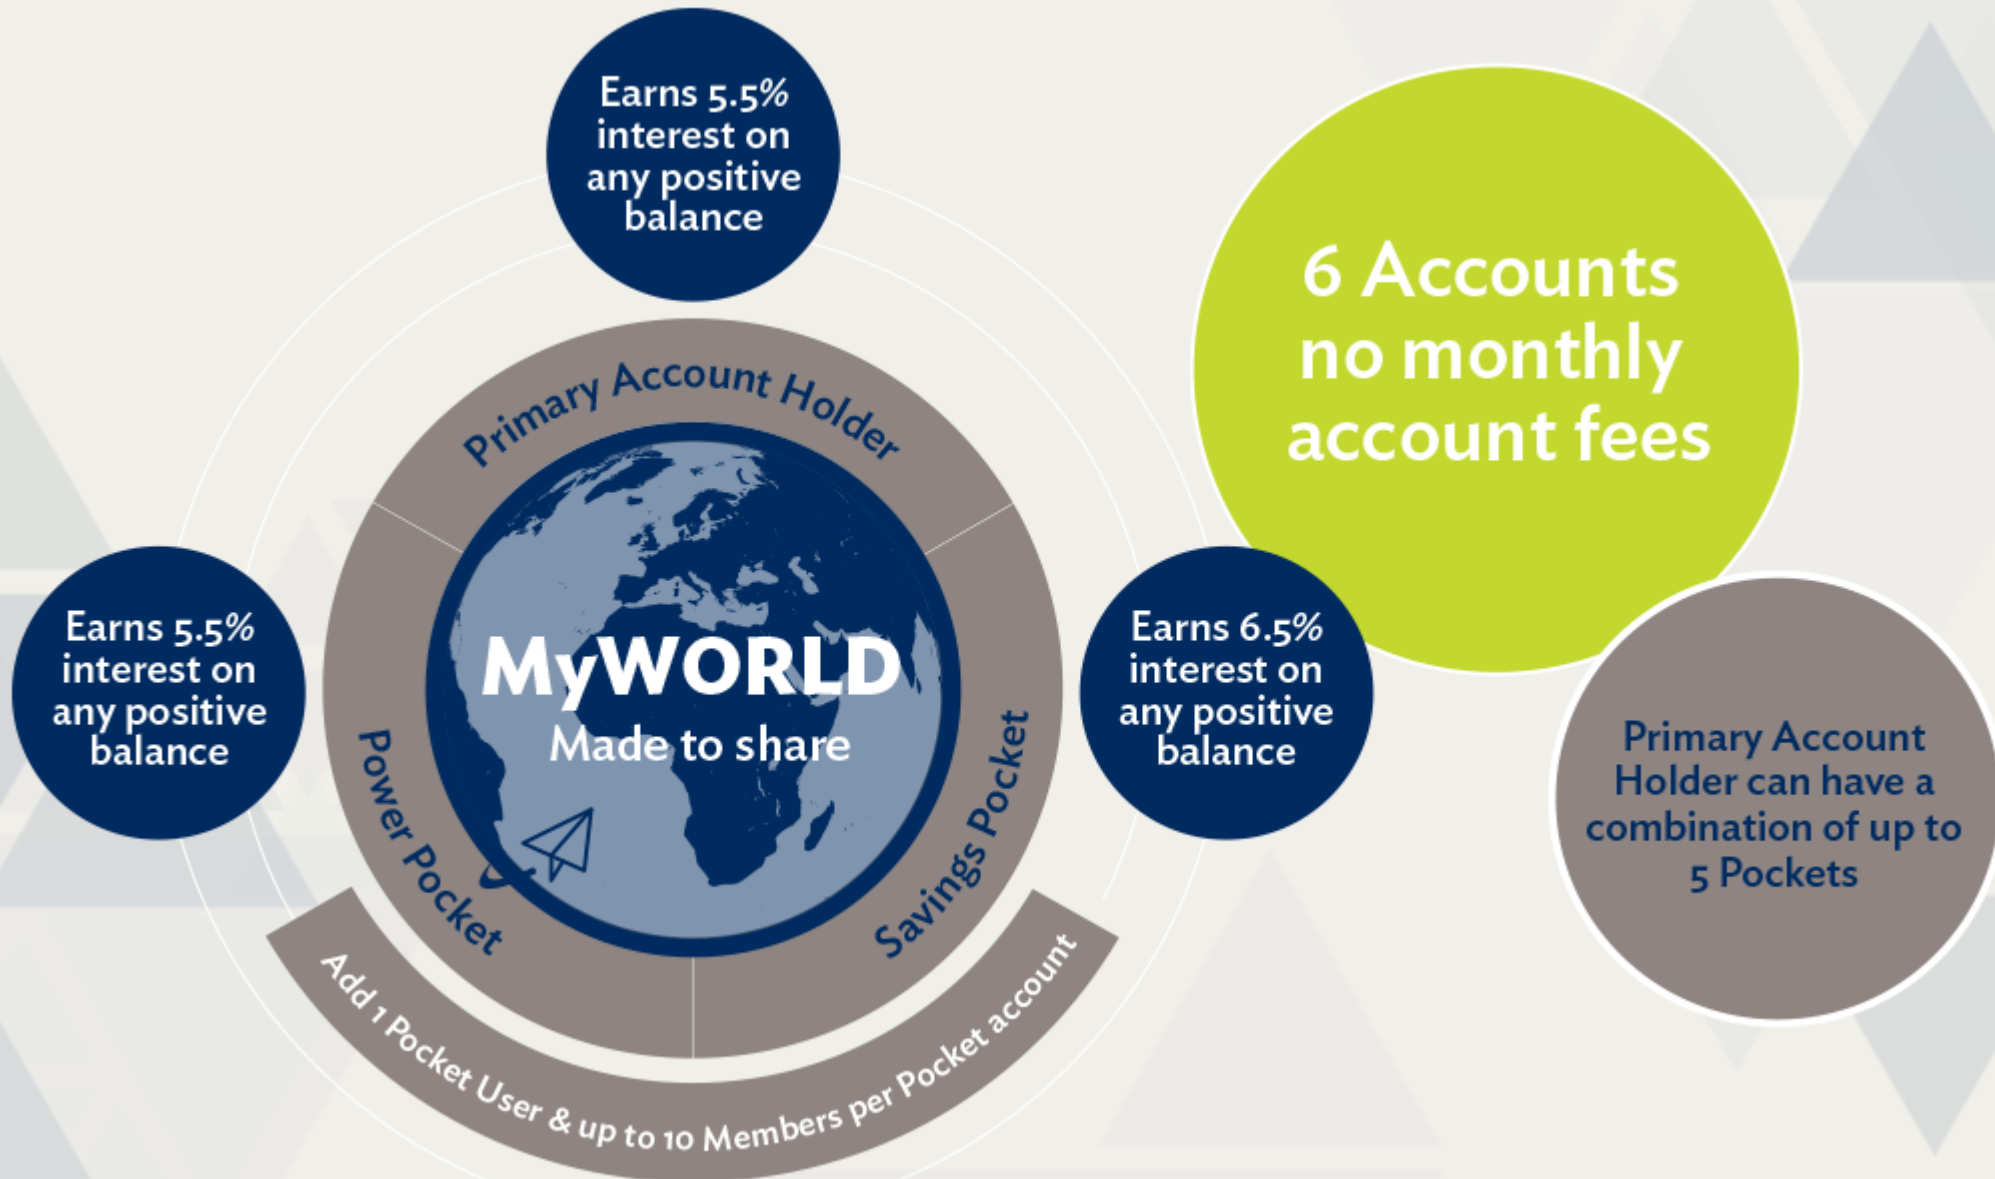 Earns 5.5%
interest on
any positive
balance
6 Accounts
no monthly
account fees
Primary Account Holder
Earns 5.5%
interest on
any positive
balance
MyWORLD
Made to share
Earns 6.5%
interest on
any positive
balance
Power Pocket
Savings Pocket
Primary Account
Holder can have a
combination of up to
5 Pockets
Add 1 Pocket User & up to 10 Members per Pocket account